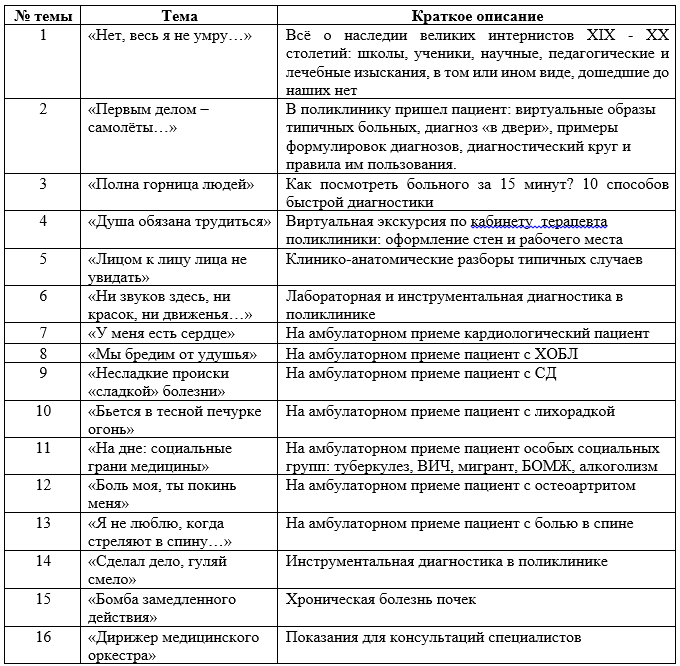 № темы Тема Краткое описание
1 «Нет, весь я не умру…» Всё о наследии великих интернистов XIX - XX
столетий: школы, ученики, научные, педагогические и
лечебные изыскания, в том или ином виде, дошедшие до
наших нет
2 «Первым делом – В поликлинику пришел пациент: виртуальные образы
самолёты…» типичных больных, диагноз «в двери», примеры
формулировок диагнозов, диагностический круг и
правила им пользования.
3 «Полна горница людей» Как посмотреть больного за 15 минут? 10 способов
быстрой диагностики
4 «Душа обязана трудиться» Виртуальная экскурсия по кабинету терапевта
поликлиники: оформление стен и рабочего места
5 «Лицом к лицу лица не Клинико-анатомические разборы типичных случаев
увидать»
6 «Ни звуков здесь, ни Лабораторная и инструментальная диагностика в
красок, ни движенья…» поликлинике
7 «У меня есть сердце» На амбулаторном приеме кардиологический пациент
8 «Мы бредим от удушья» На амбулаторном приеме пациент с ХОБЛ
9 «Несладкие происки На амбулаторном приеме пациент с СД
«сладкой» болезни»
10 «Бьется в тесной печурке На амбулаторном приеме пациент с лихорадкой
огонь»
11 «На дне: социальные На амбулаторном приеме пациент особых социальных
грани медицины» групп: туберкулез, ВИЧ, мигрант, БОМЖ, алкоголизм
12 «Боль моя, ты покинь На амбулаторном приеме пациент с остеоартритом
меня»
13 «Я не люблю, когда На амбулаторном приеме пациент с болью в спине
стреляют в спину…»
14 «Сделал дело, гуляй Инструментальная диагностика в поликлинике
смело»
15 «Бомба замедленного Хроническая болезнь почек
действия»
16 «Дирижер медицинского Показания для консультаций специалистов
оркестра»